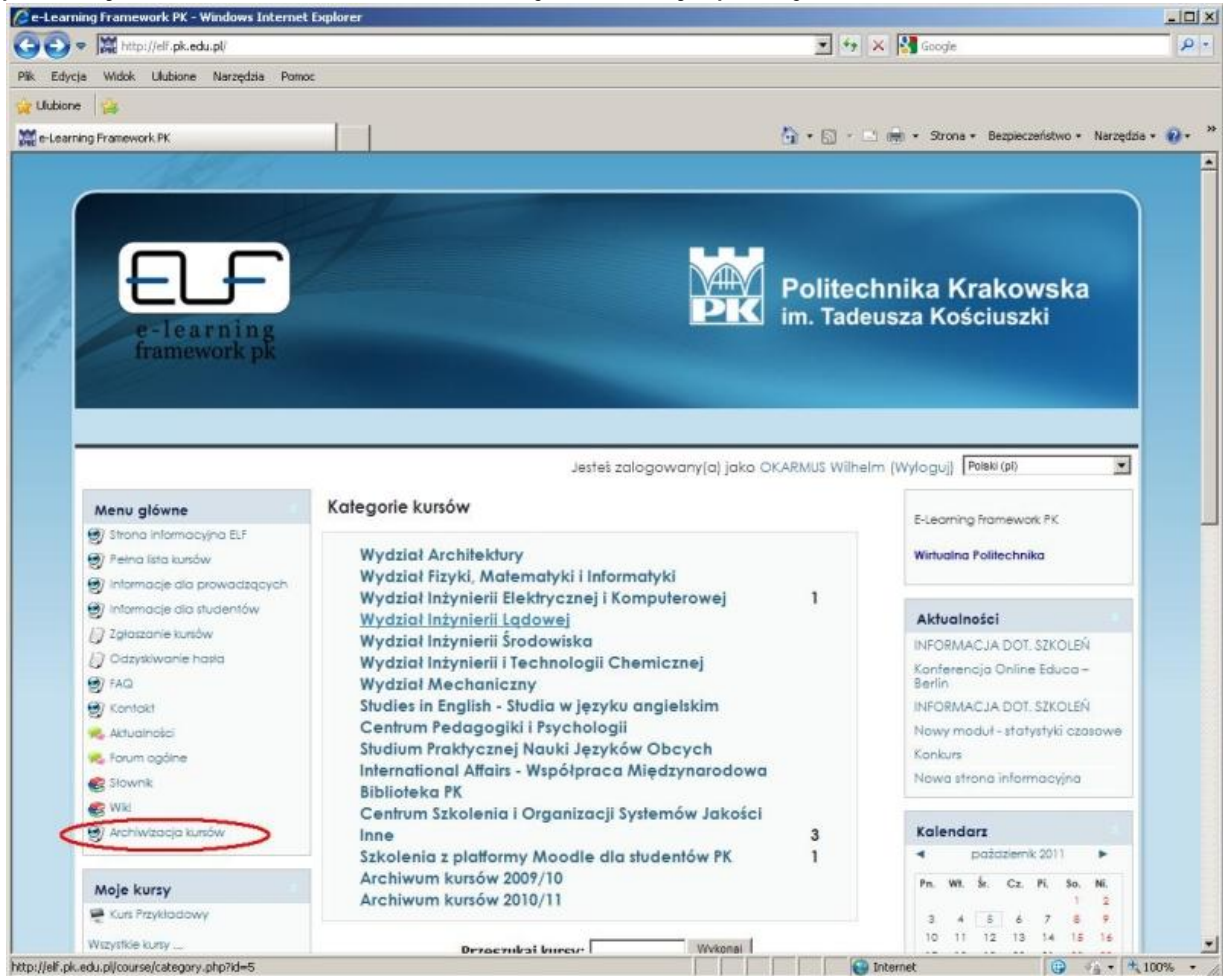 e-Learning Framework PK - Windows Internet Explorer
http://elf.pk.edu.pl/
Google
Plik Edycja Widok Ulubione Narzędzia Pomoc
Ulubione
e-Learning Framework PK
Strona Bezpieczeństwo Narzędzia
ELF
e-learning
framework pk
PK
Politechnika Krakowska
im. Tadeusza Kościuszki
Jesteś zalogowany(a) jako OKARMUS Wilhelm (Wyloguj) Polski (pl)
Menu główne
Strona informacyjna ELF
Pełna lista kursów
Informacje dla prowadzących
Informacje dla studentów
Zgłaszanie kursów
Odzyskiwanie hasła
FAQ
Kontakt
Aktualności
Forum ogólne
Słownik
Wiki
Archiwizacja kursów
Moje kursy
Kurs Przykładowy
Wszystkie kursy ...
Kategorie kursów
Wydział Architektury
Wydział Fizyki, Matematyki i Informatyki
Wydział Inżynierii Elektrycznej i Komputerowej 1
Wydział Inżynierii Lądowej
Wydział Inżynierii Środowiska
Wydział Inżynierii i Technologii Chemicznej
Wydział Mechaniczny
Studies in English - Studia w języku angielskim
Centrum Pedagogiki i Psychologii
Studium Praktycznej Nauki Języków Obcych
International Affairs - Współpraca Międzynarodowa
Biblioteka PK
Centrum Szkolenia i Organizacji Systemów Jakości
Inne 3
Szkolenia z platformy Moodle dla studentów PK 1
Archiwum kursów 2009/10
Archiwum kursów 2010/11
Przeszukaj kursy: Wykonaj
E-Learning Framework PK
Wirtualna Politechnika
Aktualności
INFORMACJA DOT. SZKOLEŃ
Konferencja Online Educa –
Berlin
INFORMACJA DOT. SZKOLEŃ
Nowy moduł - statystyki czasowe
Konkurs
Nowa strona informacyjna
Kalendarz
październik 2011
Pn. Wt. Śr. Cz. Pi. So. Ni.
1 2
3 4 5 6 7 8 9
10 11 12 13 14 15 16
http://elf.pk.edu.pl/course/category.php?id=5
Internet
100%